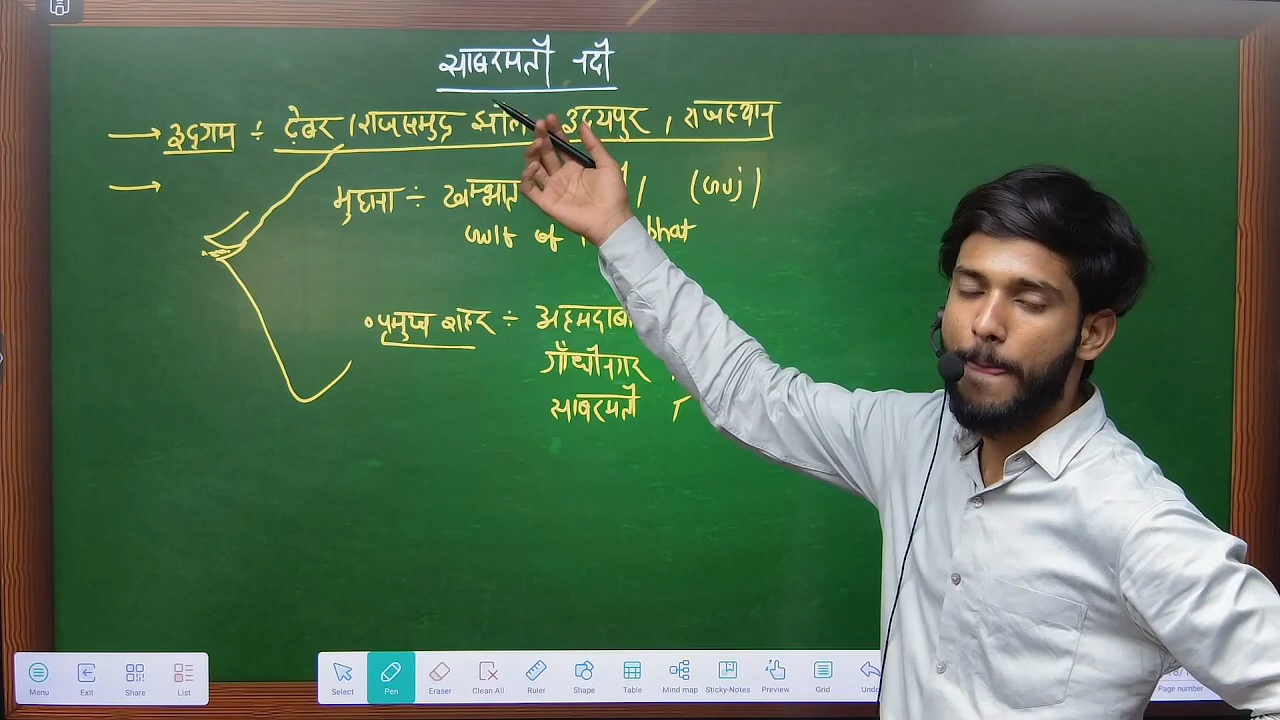 साबरमती नदी
→ उद्‌गम ÷ ढ़ेबर / राजसमुद्र झील उदयपुर, राजस्थान
→
मुहाना ÷ खम्भात (Guj)
Gulf of bhat
• प्रमुख शहर ÷ अहमदाबा
गाँधीनगर
साबरमती
Menu Exit Share List Select Pen Eraser Clean All Ruler Shape Table Mind map Sticky-Notes Preview Grid Undo Page number